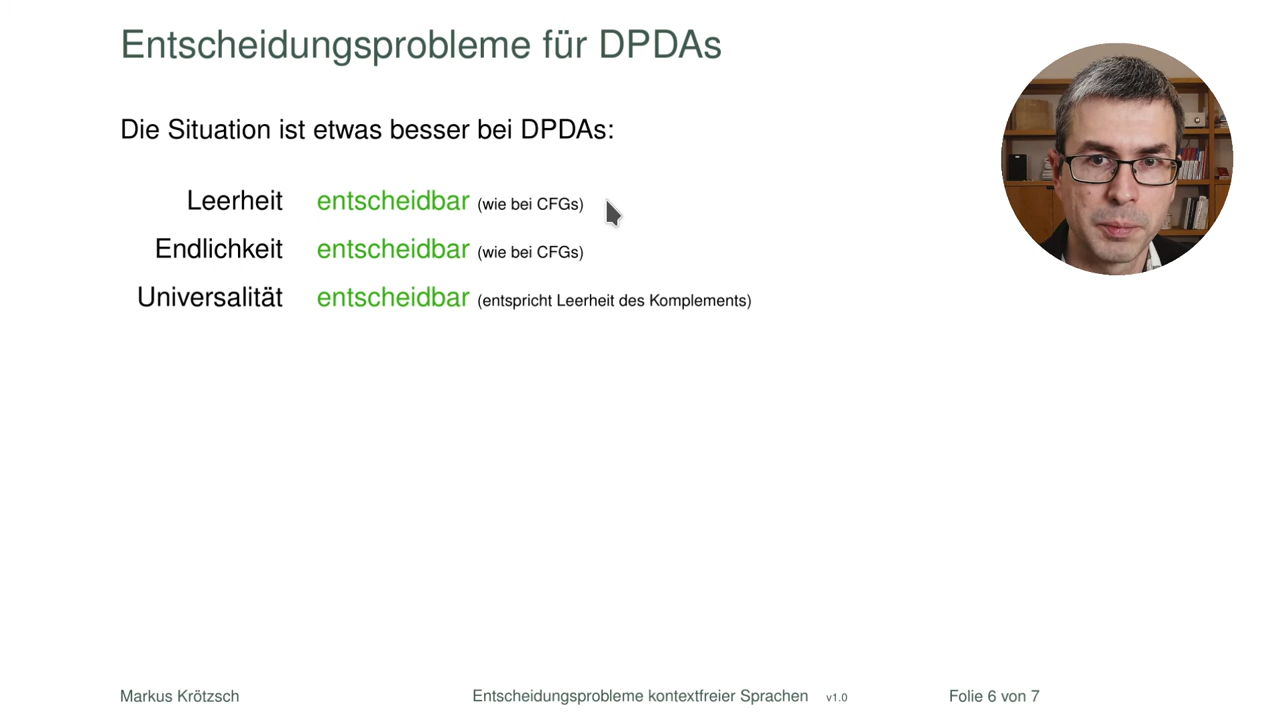 Entscheidungsprobleme für DPDAs
Die Situation ist etwas besser bei DPDAs:
Leerheit entscheidbar (wie bei CFGs)
Endlichkeit entscheidbar (wie bei CFGs)
Universalität entscheidbar (entspricht Leerheit des Komplements)
Markus Krötzsch Entscheidungsprobleme kontextfreier Sprachen v1.0 Folie 6 von 7